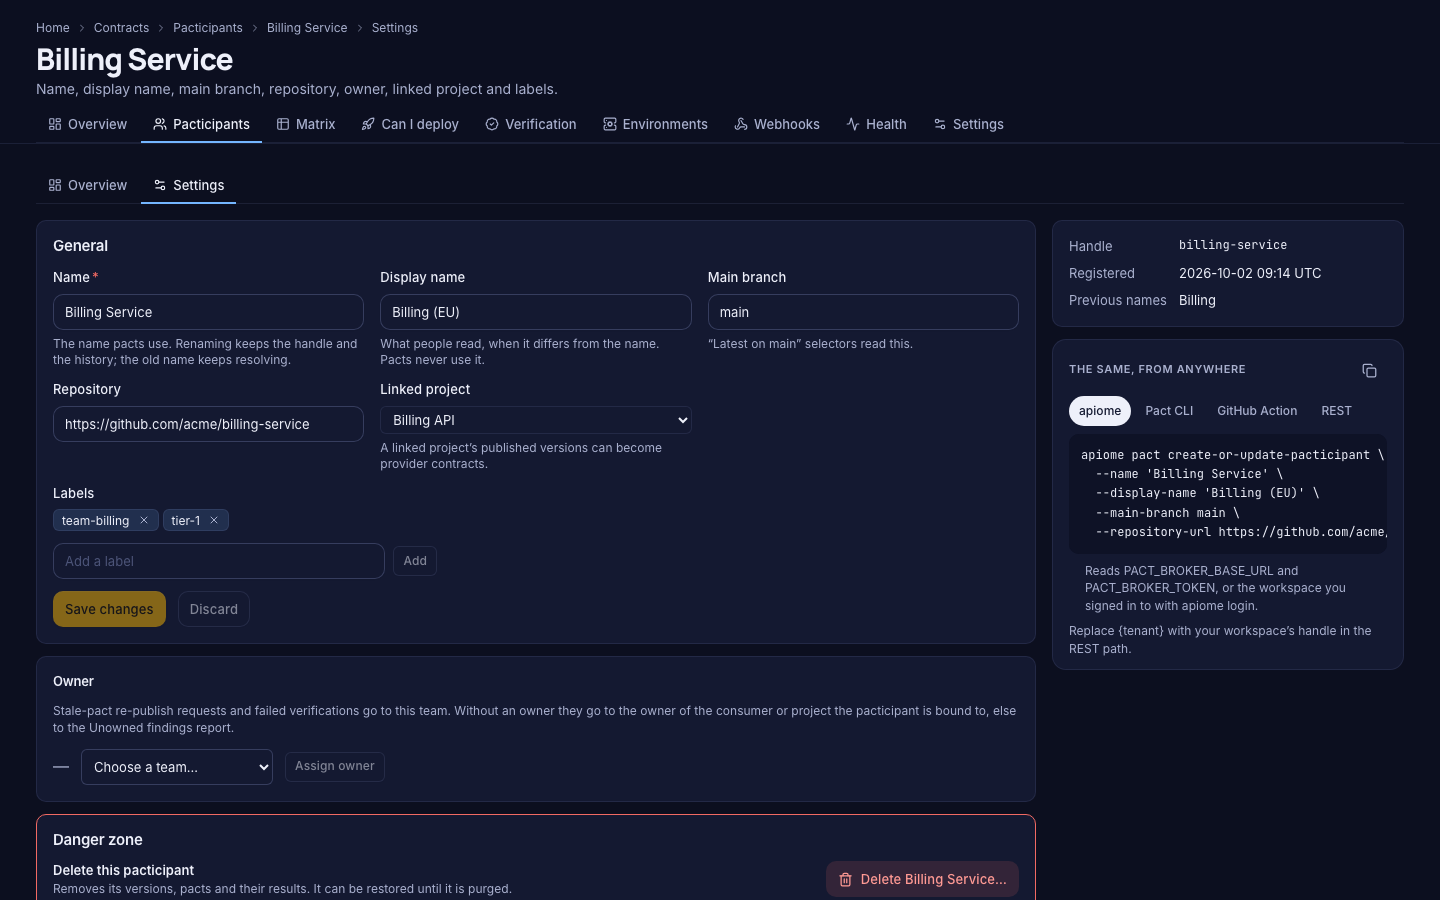 Home > Contracts > Pacticipants > Billing Service > Settings
Billing Service
Name, display name, main branch, repository, owner, linked project and labels.
Overview Pacticipants Matrix Can I deploy Verification Environments Webhooks Health Settings
Overview Settings
General
Name *
Billing Service
The name pacts use. Renaming keeps the handle and
the history; the old name keeps resolving.
Display name
Billing (EU)
What people read, when it differs from the name.
Pacts never use it.
Main branch
main
“Latest on main” selectors read this.
Repository
https://github.com/acme/billing-service
Linked project
Billing API
A linked project’s published versions can become
provider contracts.
Labels
team-billing × tier-1 ×
Add a label
Add
Save changes Discard
Owner
Stale-pact re-publish requests and failed verifications go to this team. Without an owner they go to the owner of the consumer or project the pacticipant is bound to, else
to the Unowned findings report.
— Choose a team... Assign owner
Danger zone
Delete this pacticipant
Removes its versions, pacts and their results. It can be restored until it is purged.
Delete Billing Service...
Handle billing-service
Registered 2026-10-02 09:14 UTC
Previous names Billing
THE SAME, FROM ANYWHERE
apiome Pact CLI GitHub Action REST
apiome pact create-or-update-pacticipant \
--name 'Billing Service' \
--display-name 'Billing (EU)' \
--main-branch main \
--repository-url https://github.com/acme/
Reads PACT_BROKER_BASE_URL and
PACT_BROKER_TOKEN, or the workspace you
signed in to with apiome login.
Replace {tenant} with your workspace’s handle in the
REST path.